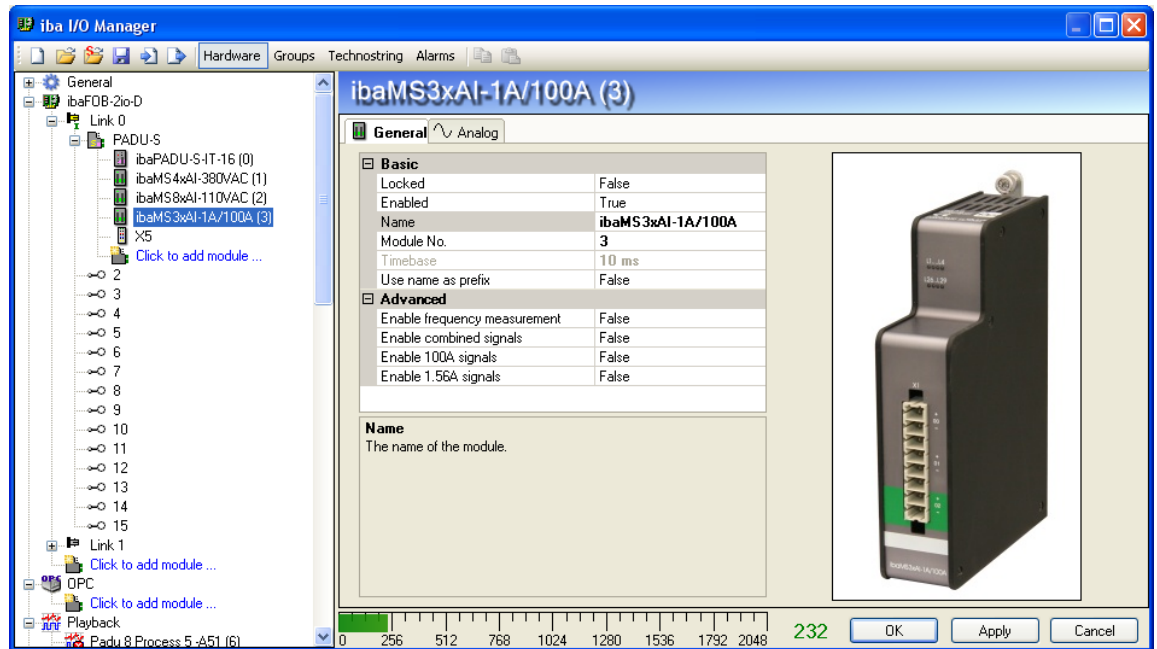 iba I/O Manager
Hardware Groups Technostring Alarms
General
ibaFOB-2io-D
Link 0
PADU-S
ibaPADU-S-IT-16 (0)
ibaMS4xAI-380VAC (1)
ibaMS8xAI-110VAC (2)
ibaMS3xAI-1A/100A (3)
X5
Click to add module ...
2
3
4
5
6
7
8
9
10
11
12
13
14
15
Link 1
Click to add module ...
OPC
Click to add module ...
Playback
Padu 8 Process 5 -A51 (6)
ibaMS3xAI-1A/100A (3)
General Analog
Basic
Locked False
Enabled True
Name ibaMS3xAI-1A/100A
Module No. 3
Timebase 10 ms
Use name as prefix False
Advanced
Enable frequency measurement False
Enable combined signals False
Enable 100A signals False
Enable 1.56A signals False
Name
The name of the module.
X1
ibaMS3xAI-1A/100A
0 256 512 768 1024 1280 1536 1792 2048
232 OK Apply Cancel